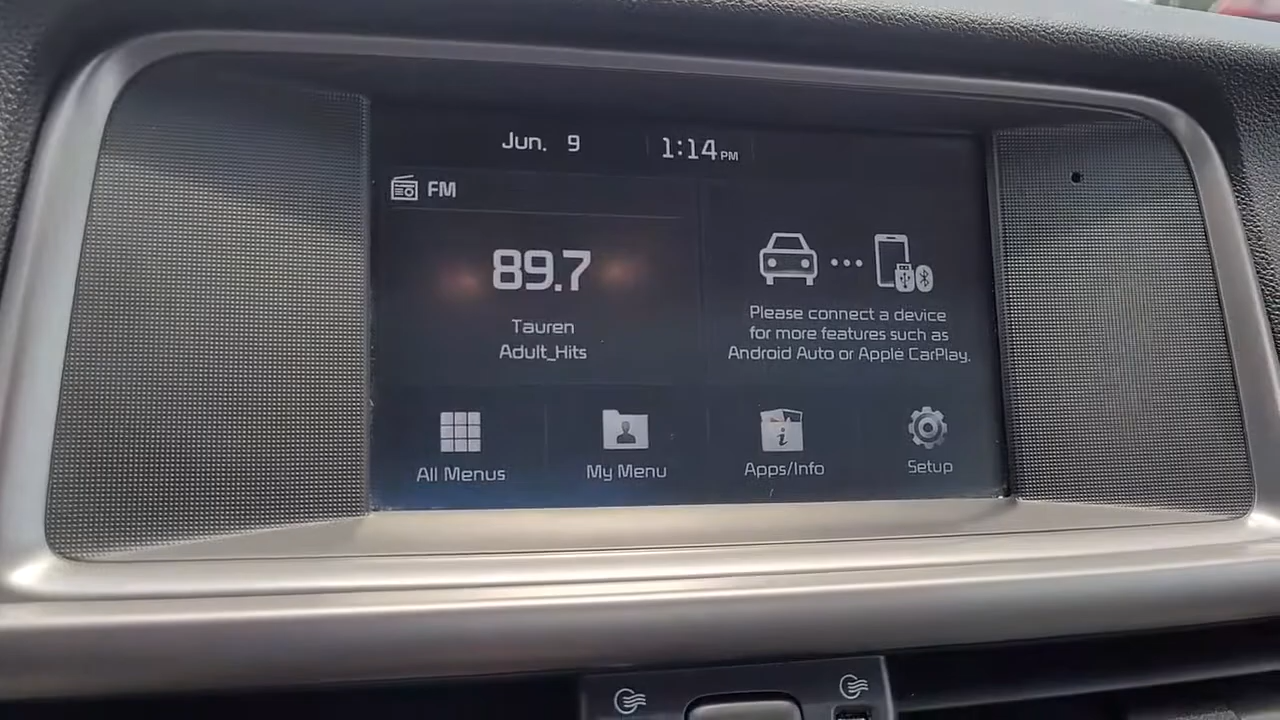 Jun. 9
1:14 PM
FM
89.7
Tauren
Adult_Hits
Please connect a device
for more features such as
Android Auto or Apple CarPlay.
All Menus
My Menu
Apps/Info
Setup